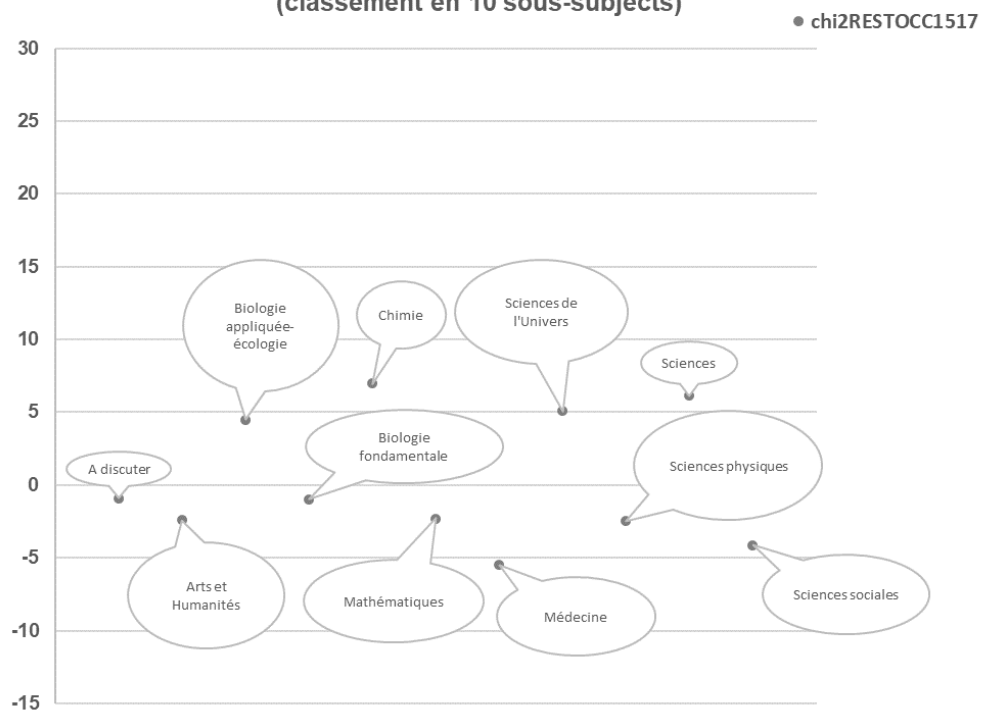 (classement en 10 sous-subjects)
chi2RESTOCC1517
30
25
20
15
10
5
0
-5
-10
-15
Biologie
appliquée-
écologie
Chimie
Sciences de
l'Univers
Sciences
Biologie
fondamentale
Sciences physiques
A discuter
Arts et
Humanités
Mathématiques
Médecine
Sciences sociales